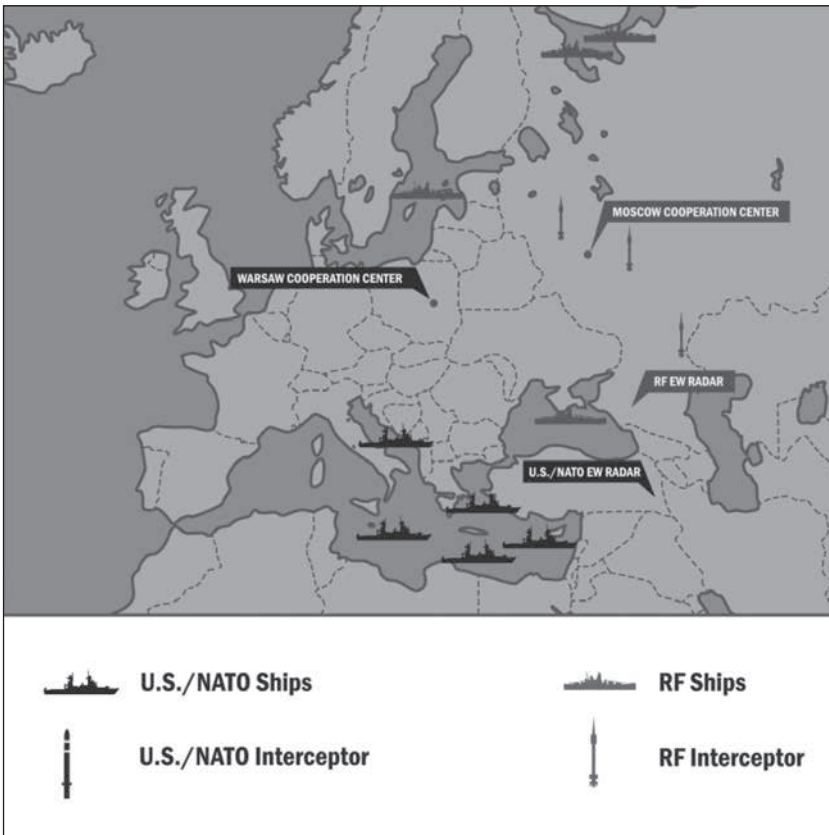 MOSCOW COOPERATION CENTER
WARSAW COOPERATION CENTER
RF EW RADAR
U.S./NATO EW RADAR
U.S./NATO Ships
RF Ships
U.S./NATO Interceptor
RF Interceptor